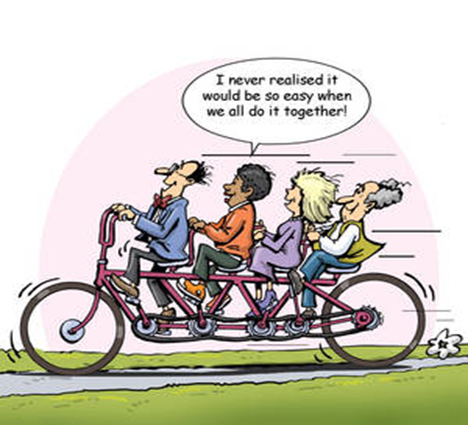 I never realised it
would be so easy when
we all do it together!